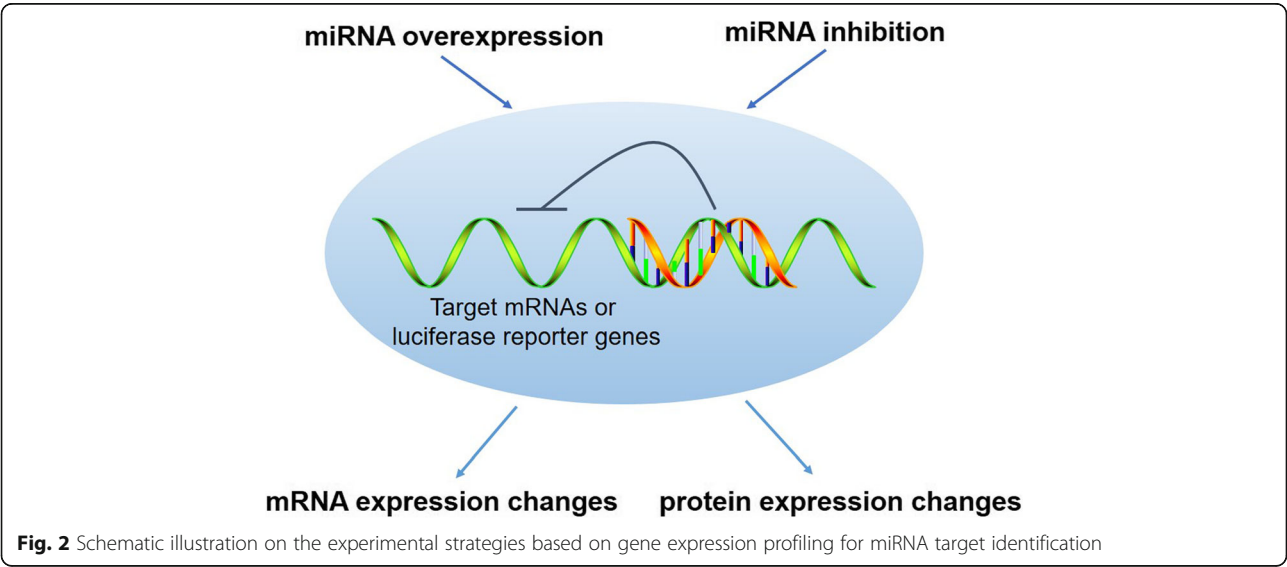 miRNA overexpression
miRNA inhibition
Target mRNAs or
luciferase reporter genes
mRNA expression changes
protein expression changes
Fig. 2 Schematic illustration on the experimental strategies based on gene expression profiling for miRNA target identification